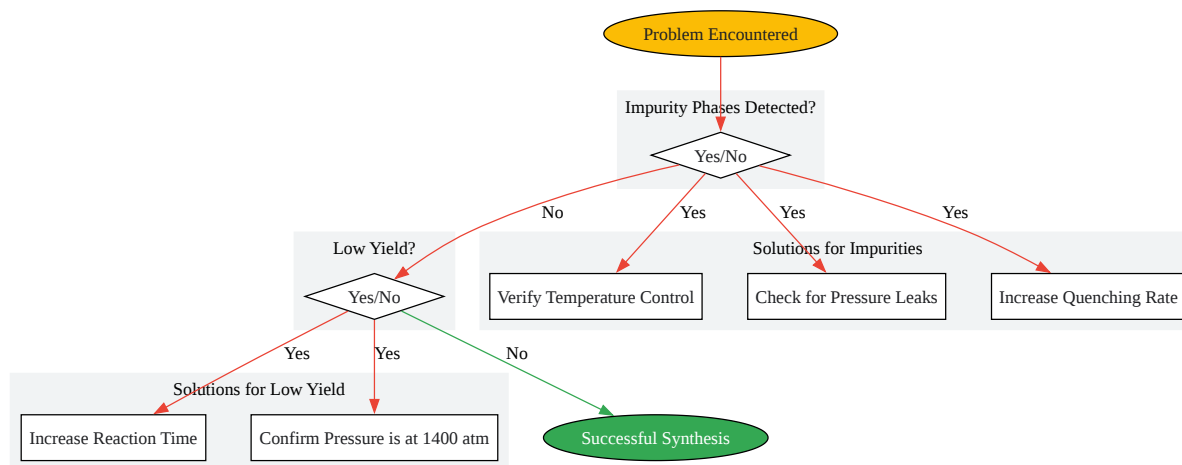 Problem Encountered
Impurity Phases Detected?
Yes/No
No
Yes
Yes
Yes
Low Yield?
Solutions for Impurities
Yes/No
Verify Temperature Control
Check for Pressure Leaks
Increase Quenching Rate
Yes
Yes
No
Solutions for Low Yield
Increase Reaction Time
Confirm Pressure is at 1400 atm
Successful Synthesis